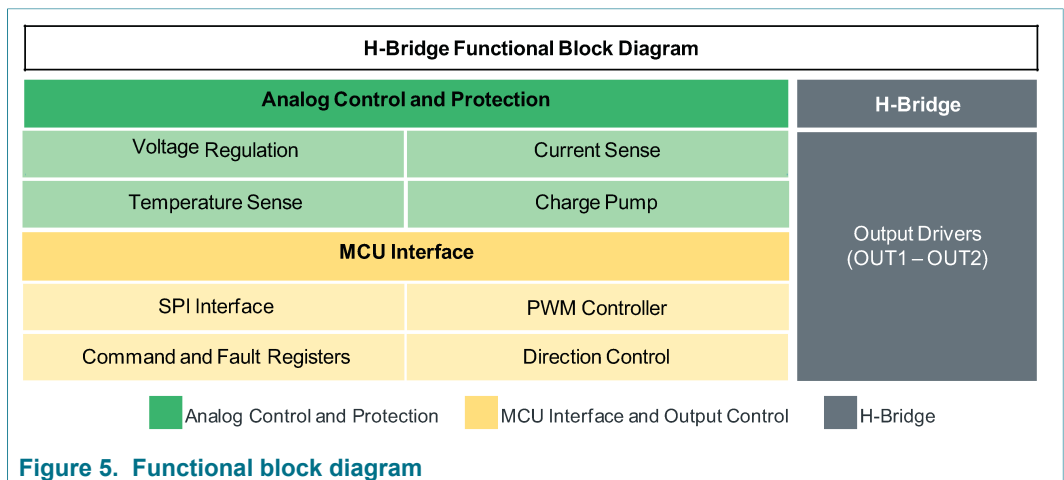 H-Bridge Functional Block Diagram
Analog Control and Protection
H-Bridge
Voltage Regulation
Current Sense
Temperature Sense
Charge Pump
MCU Interface
SPI Interface
PWM Controller
Command and Fault Registers
Direction Control
Output Drivers
(OUT1 – OUT2)
Analog Control and Protection
MCU Interface and Output Control
H-Bridge
Figure 5. Functional block diagram